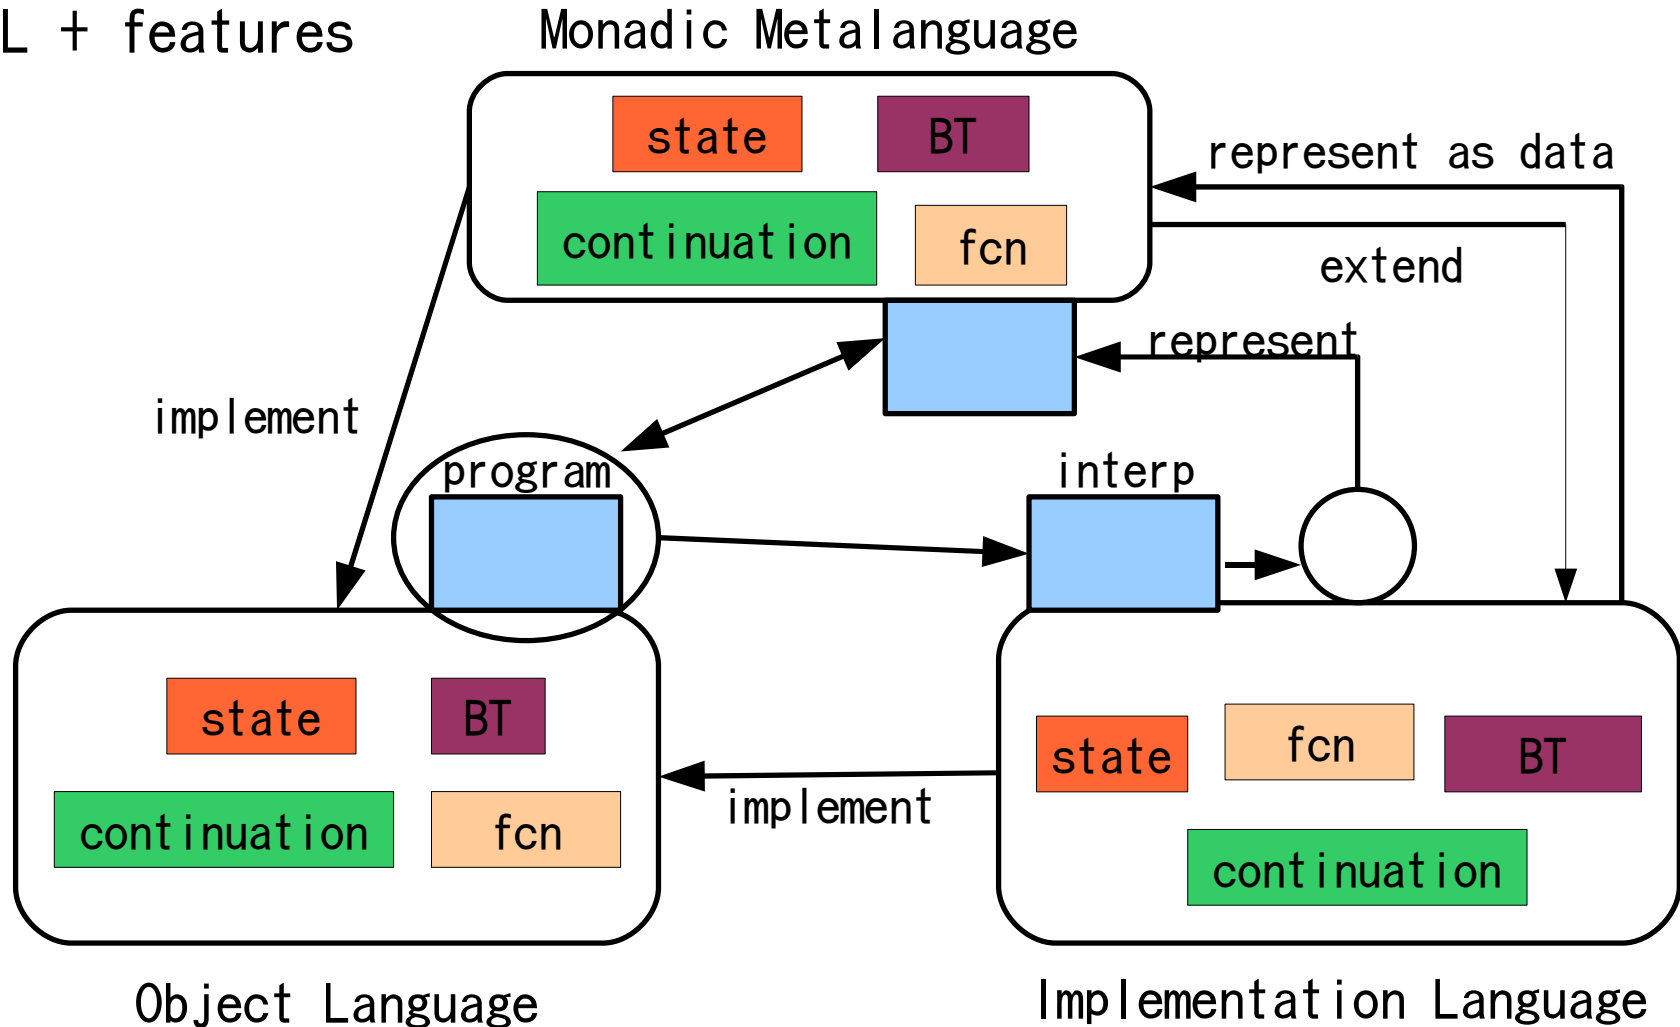 L + features
Monadic Metalanguage
state
BT
represent as data
continuation
fcn
extend
represent
implement
program
interp
state
BT
state
fcn
BT
implement
continuation
fcn
continuation
Object Language
Implementation Language